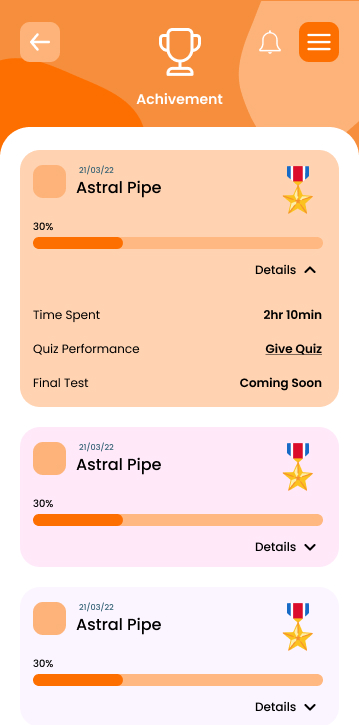 Achivement
21/03/22
Astral Pipe
30%
Details
Time Spent 2hr 10min
Quiz Performance Give Quiz
Final Test Coming Soon
21/03/22
Astral Pipe
30%
Details
21/03/22
Astral Pipe
30%
Details